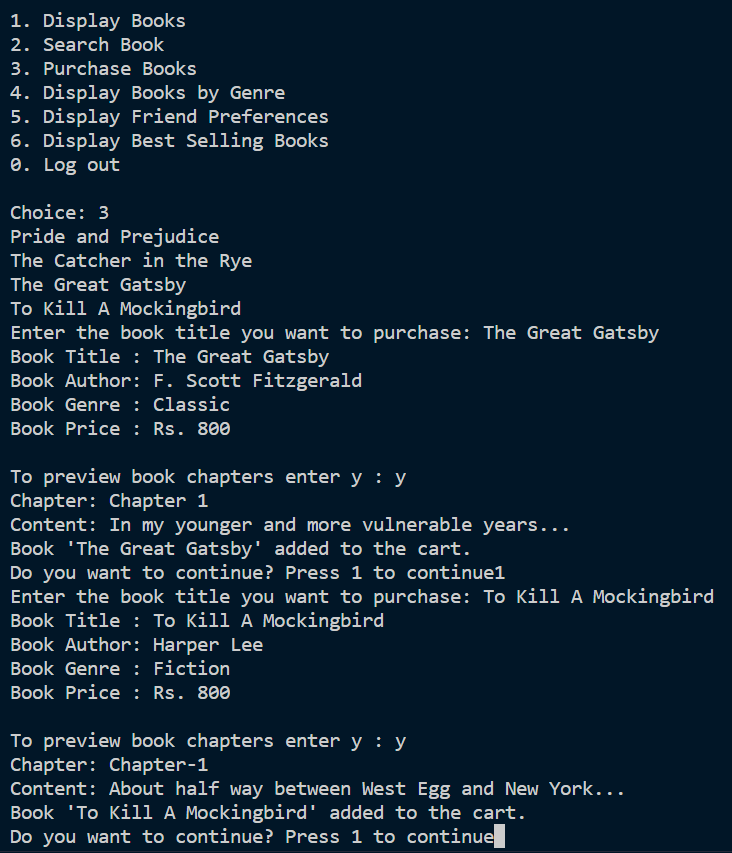 1. Display Books
2. Search Book
3. Purchase Books
4. Display Books by Genre
5. Display Friend Preferences
6. Display Best Selling Books
0. Log out
Choice: 3
Pride and Prejudice
The Catcher in the Rye
The Great Gatsby
To Kill A Mockingbird
Enter the book title you want to purchase: The Great Gatsby
Book Title : The Great Gatsby
Book Author: F. Scott Fitzgerald
Book Genre : Classic
Book Price : Rs. 800
To preview book chapters enter y : y
Chapter: Chapter 1
Content: In my younger and more vulnerable years...
Book 'The Great Gatsby' added to the cart.
Do you want to continue? Press 1 to continue1
Enter the book title you want to purchase: To Kill A Mockingbird
Book Title : To Kill A Mockingbird
Book Author: Harper Lee
Book Genre : Fiction
Book Price : Rs. 800
To preview book chapters enter y : y
Chapter: Chapter-1
Content: About half way between West Egg and New York...
Book 'To Kill A Mockingbird' added to the cart.
Do you want to continue? Press 1 to continue